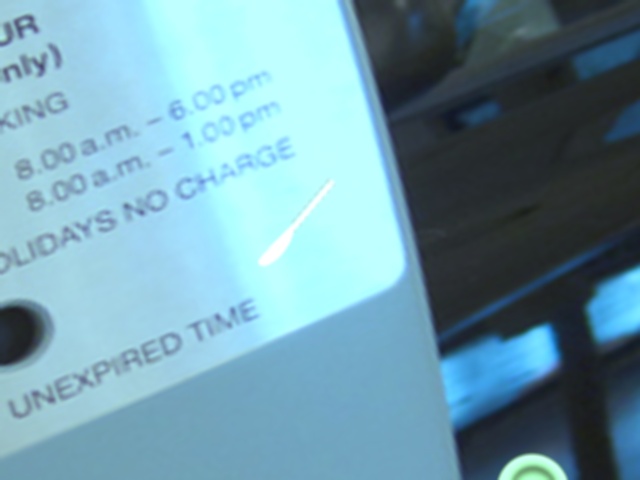 UR
nly)
KING
8.00 a.m. – 6.00 pm
8.00 a.m. – 1.00 pm
OLIDAYS NO CHARGE
UNEXPIRED TIME